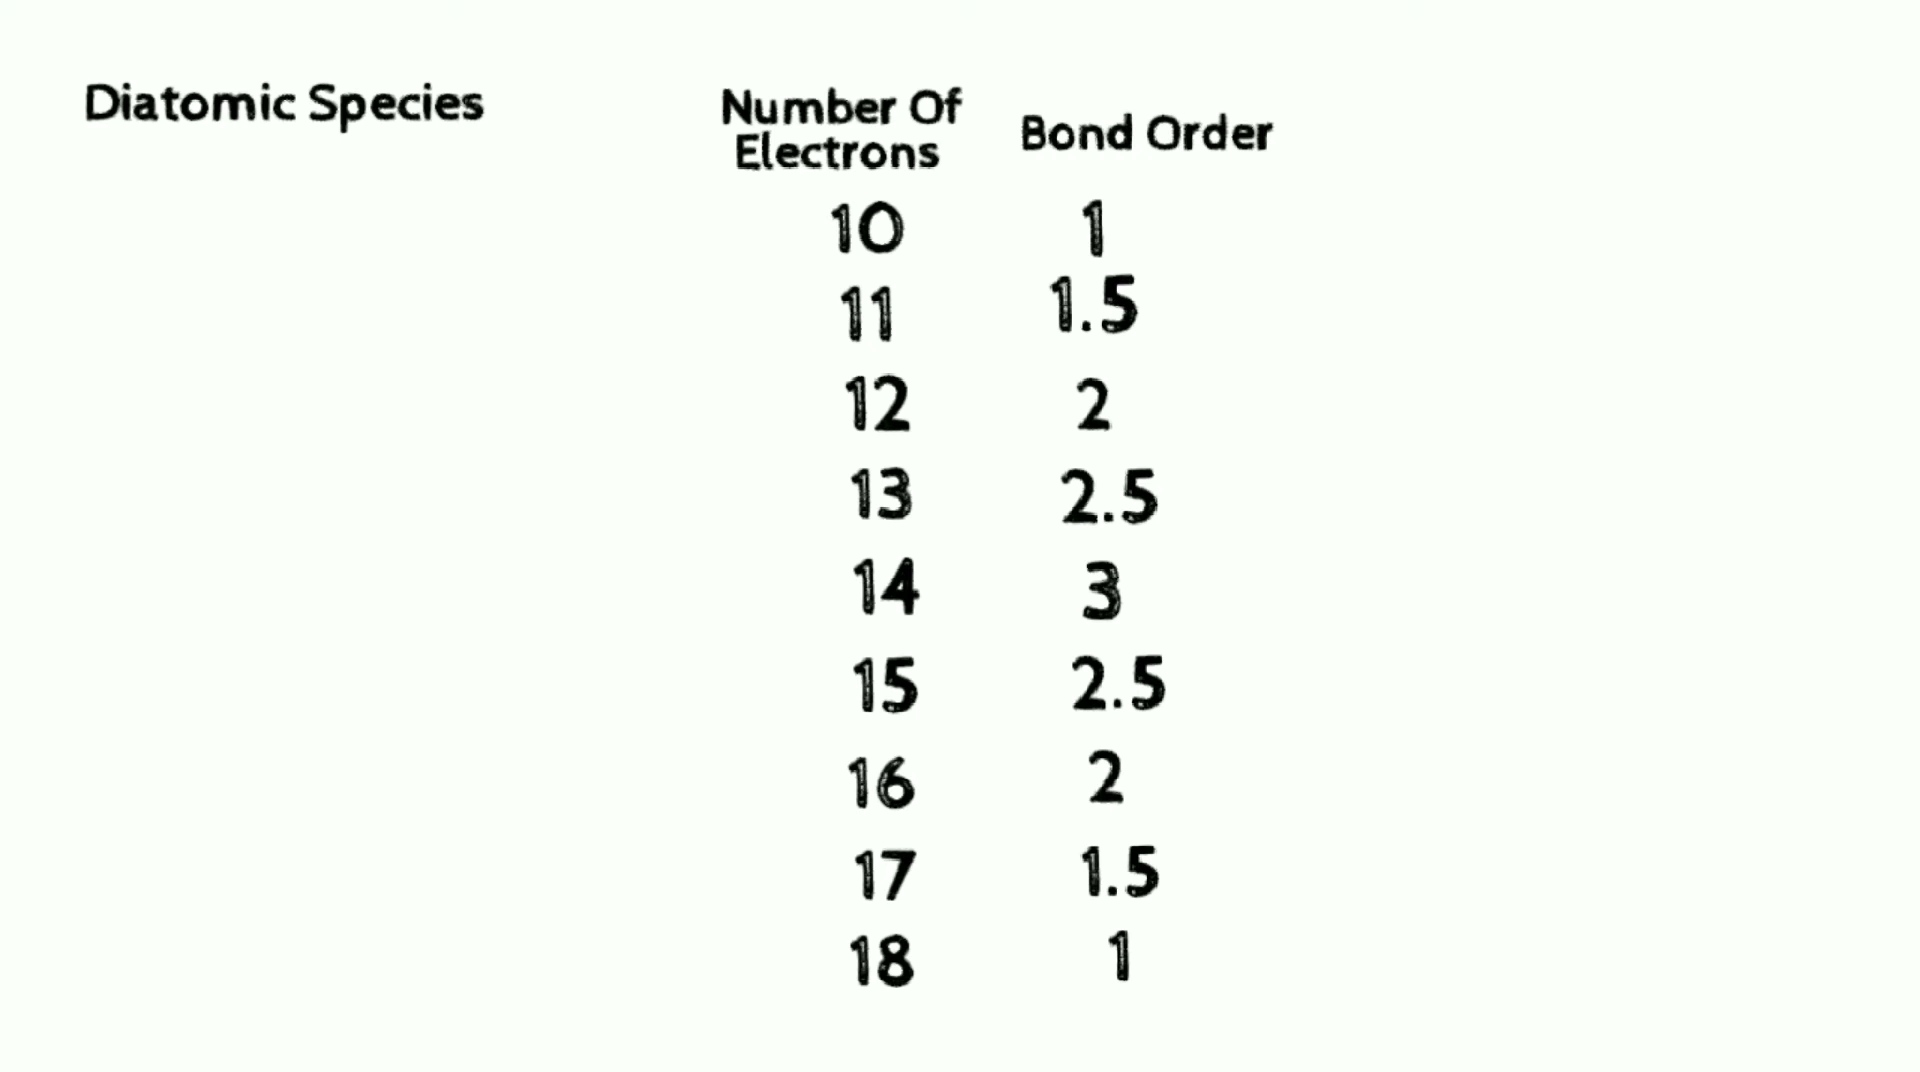 Diatomic Species
Number Of
Electrons
Bond Order
10 1
11 1.5
12 2
13 2.5
14 3
15 2.5
16 2
17 1.5
18 1